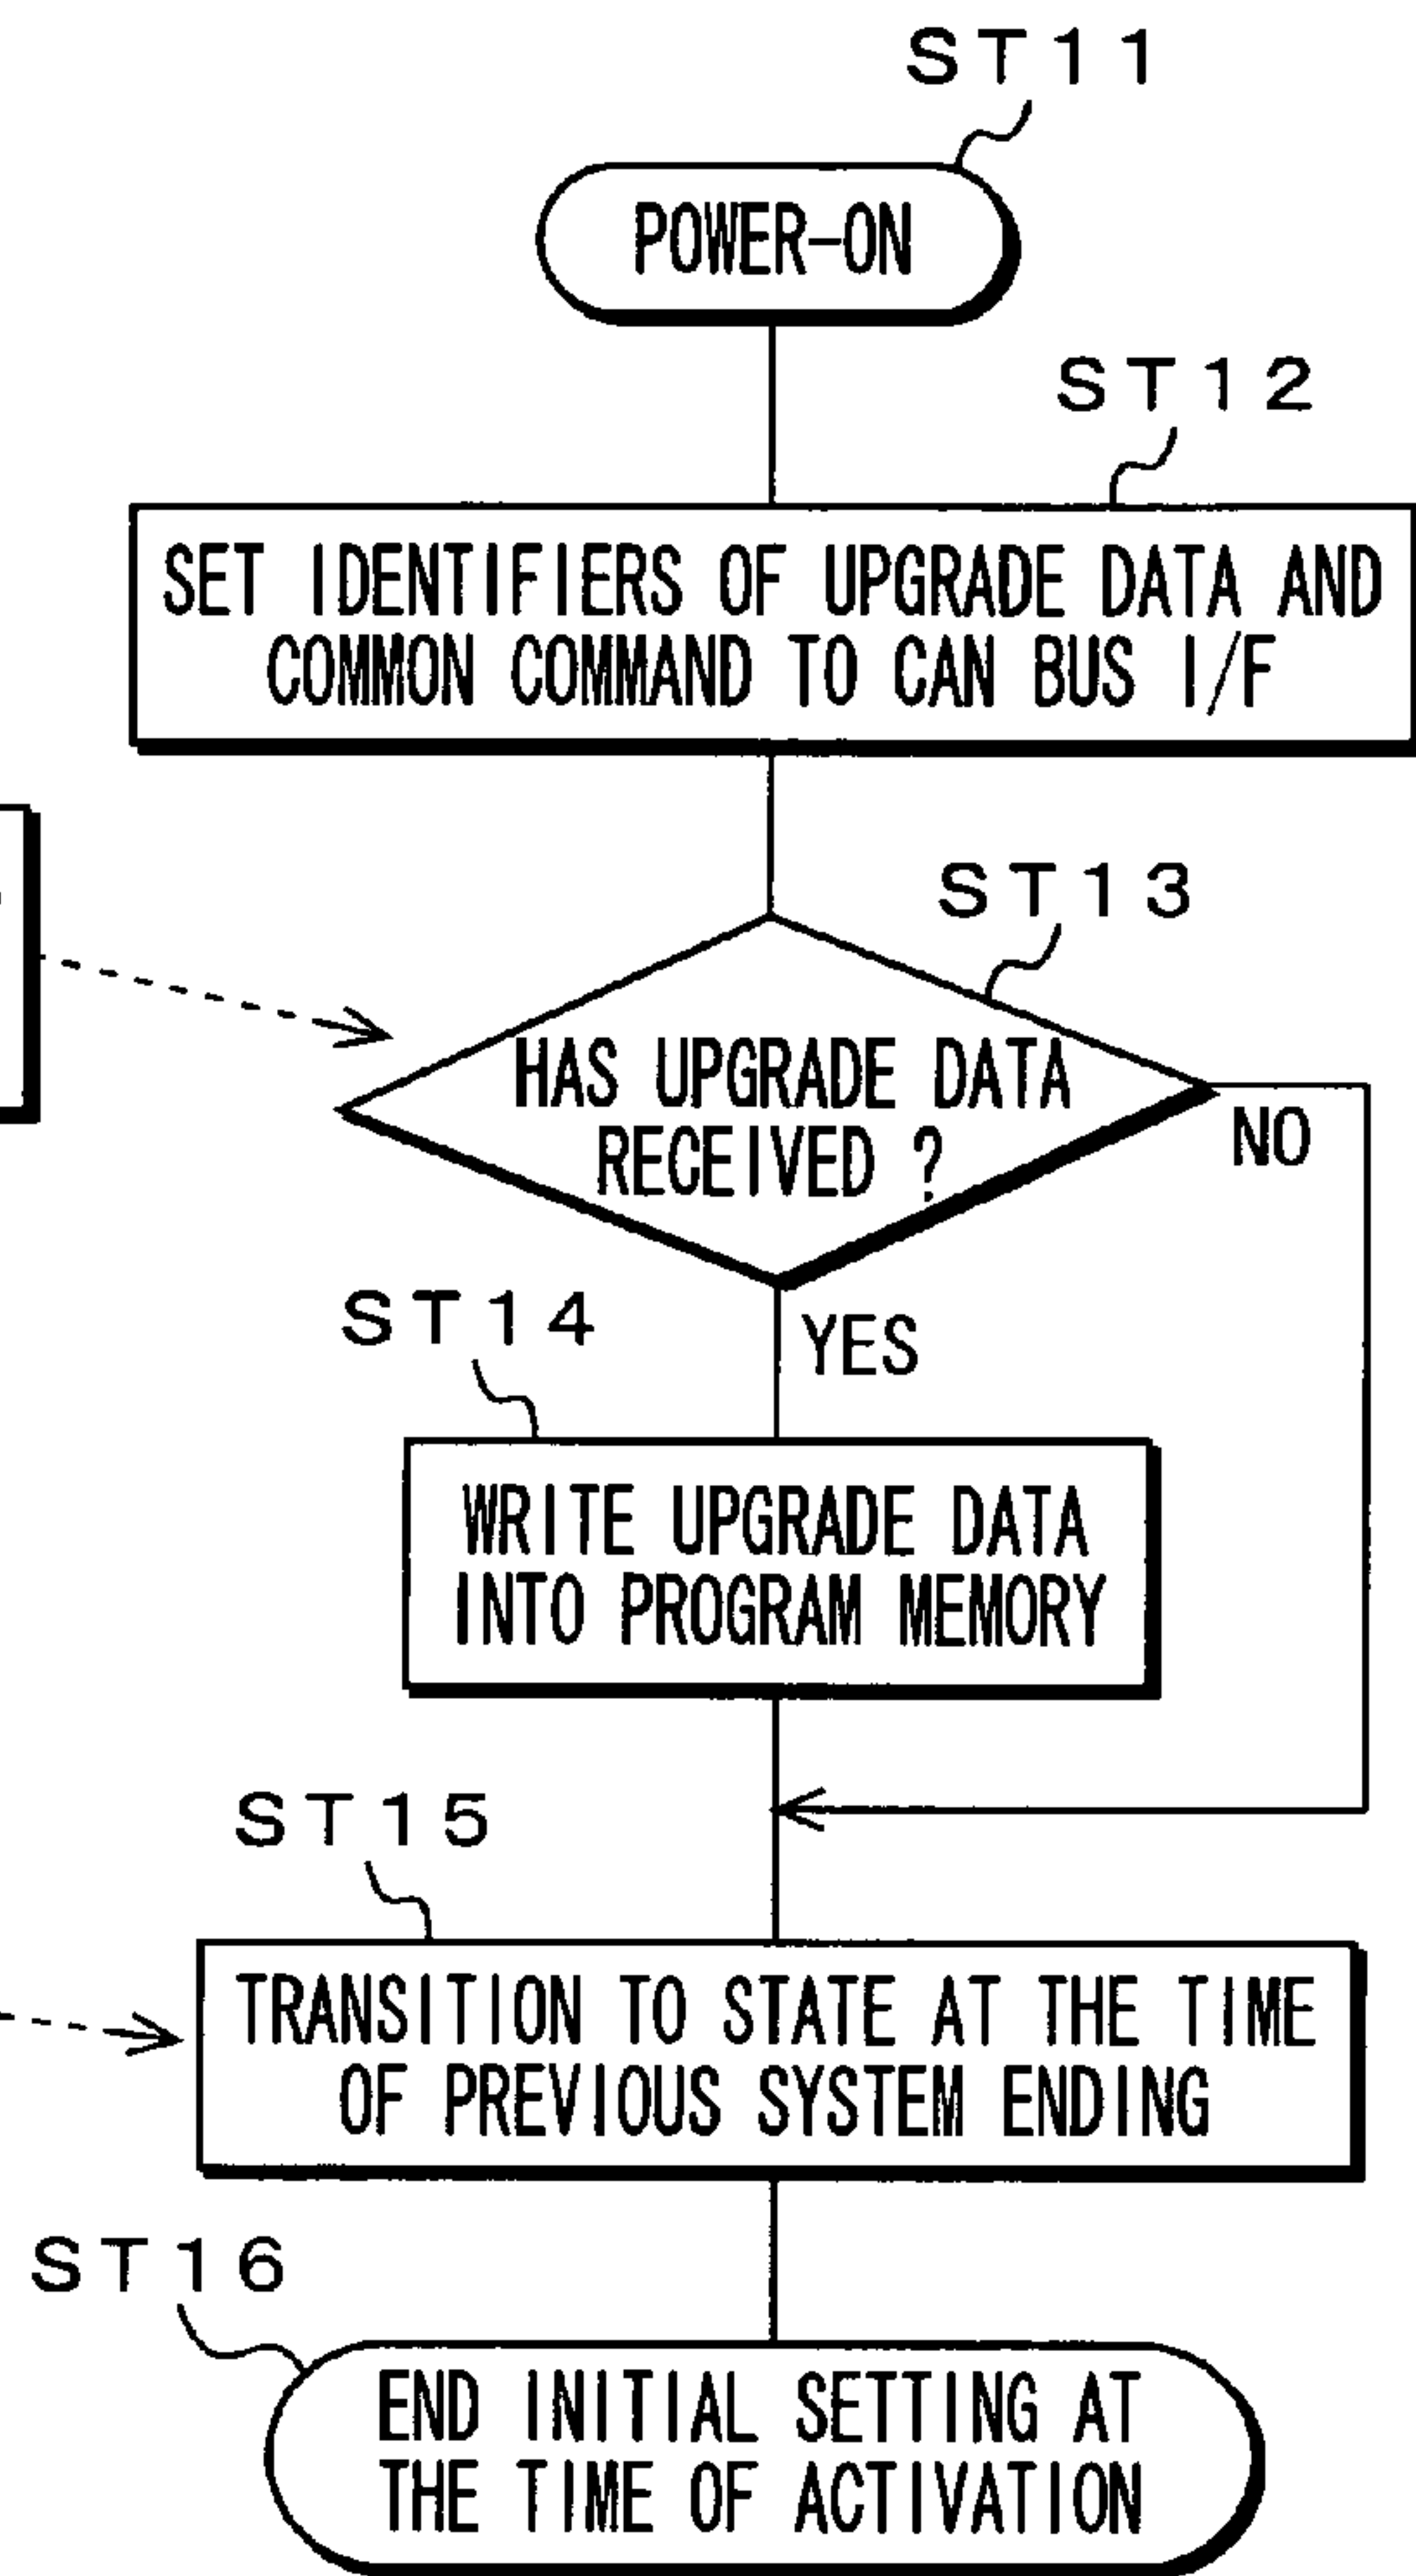 ST11
POWER-ON
ST12
SET IDENTIFIERS OF UPGRADE DATA AND
COMMON COMMAND TO CAN BUS I/F
ST13
HAS UPGRADE DATA
RECEIVED ?
NO
YES
ST14
WRITE UPGRADE DATA
INTO PROGRAM MEMORY
ST15
TRANSITION TO STATE AT THE TIME
OF PREVIOUS SYSTEM ENDING
ST16
END INITIAL SETTING AT
THE TIME OF ACTIVATION